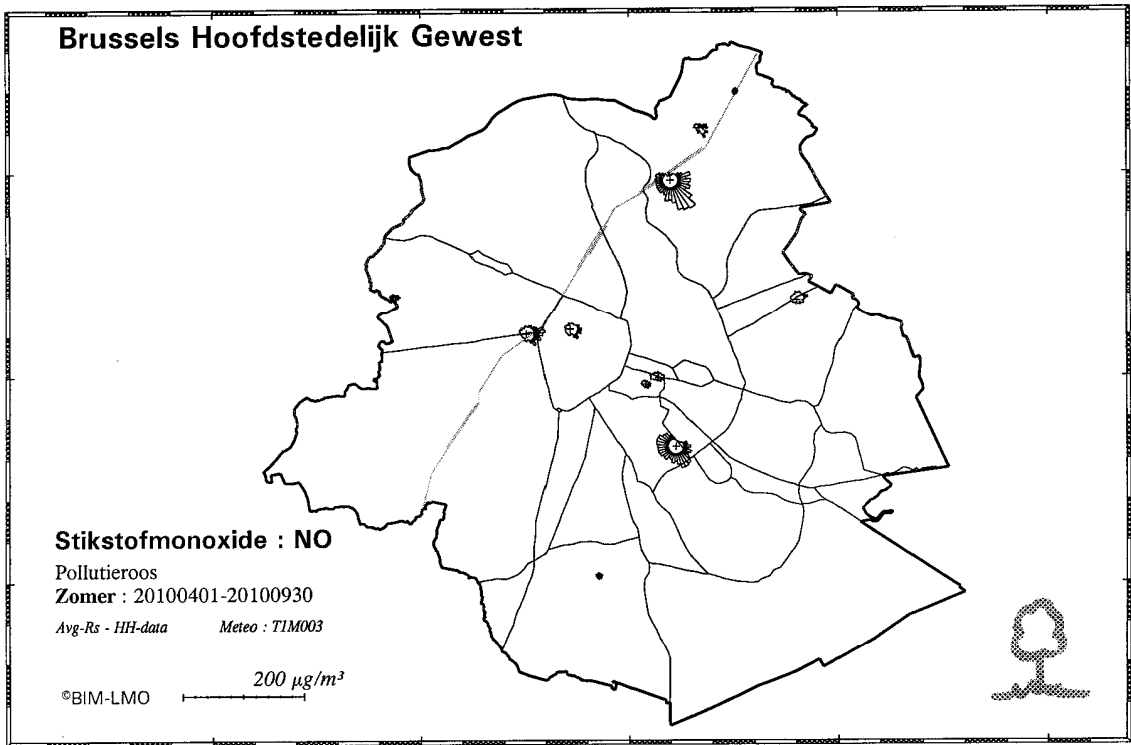 Brussels Hoofdstedelijk Gewest
Stikstofmonoxide : NO
Pollutieroos
Zomer : 20100401-20100930
Avg-Rs - HH-data Meteo : T1M003
200 µg/m³
©BIM-LMO